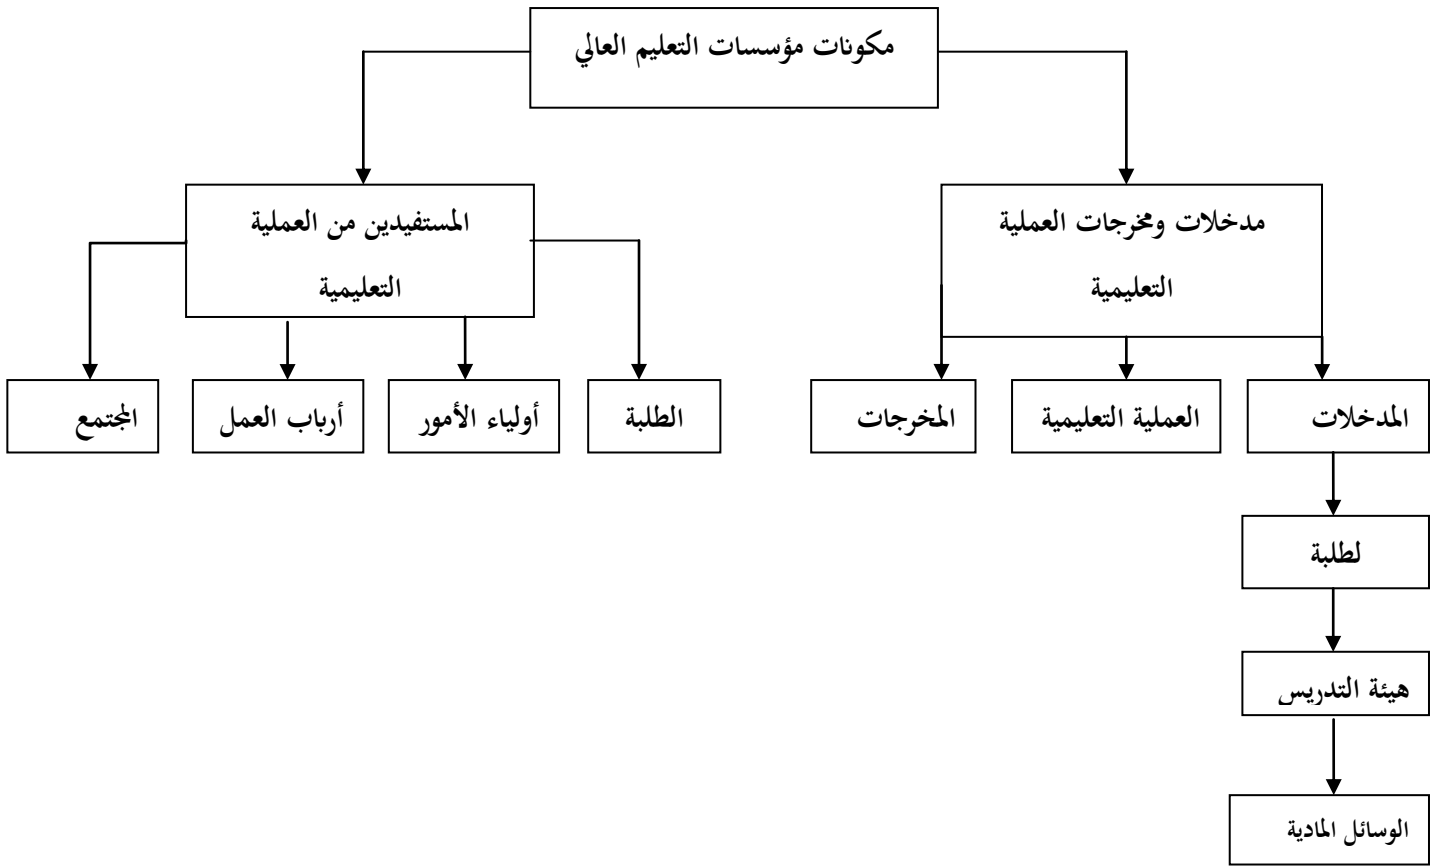 مكونات مؤسسات التعليم العالي
مدخلات ومخرجات العملية
التعليمية
المستفيدين من العملية
التعليمية
المدخلات
العملية التعليمية
المخرجات
الطلبة
أولياء الأمور
أرباب العمل
المجتمع
لطلبة
هيئة التدريس
الوسائل المادية